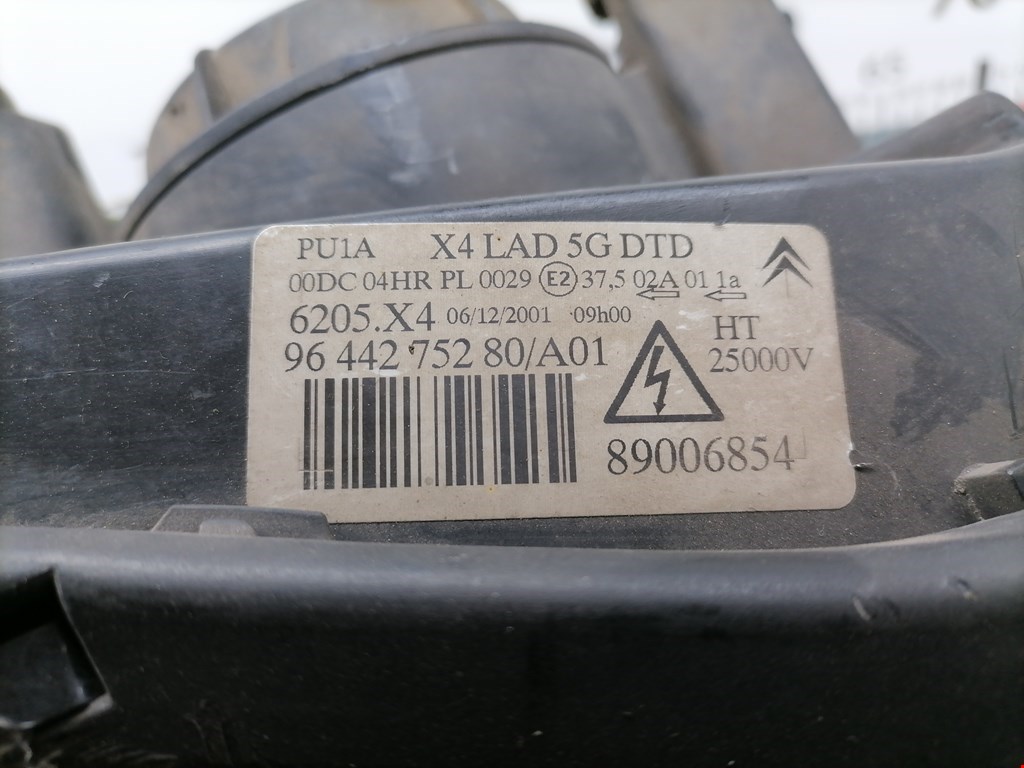 PU1A X4 LAD 5G DTD
00DC 04HR PL 0029 E2 37,5 02A 01 1a
6205.X4 06/12/2001 09h00
HT
96 442 752 80/A01 25000V
89006854